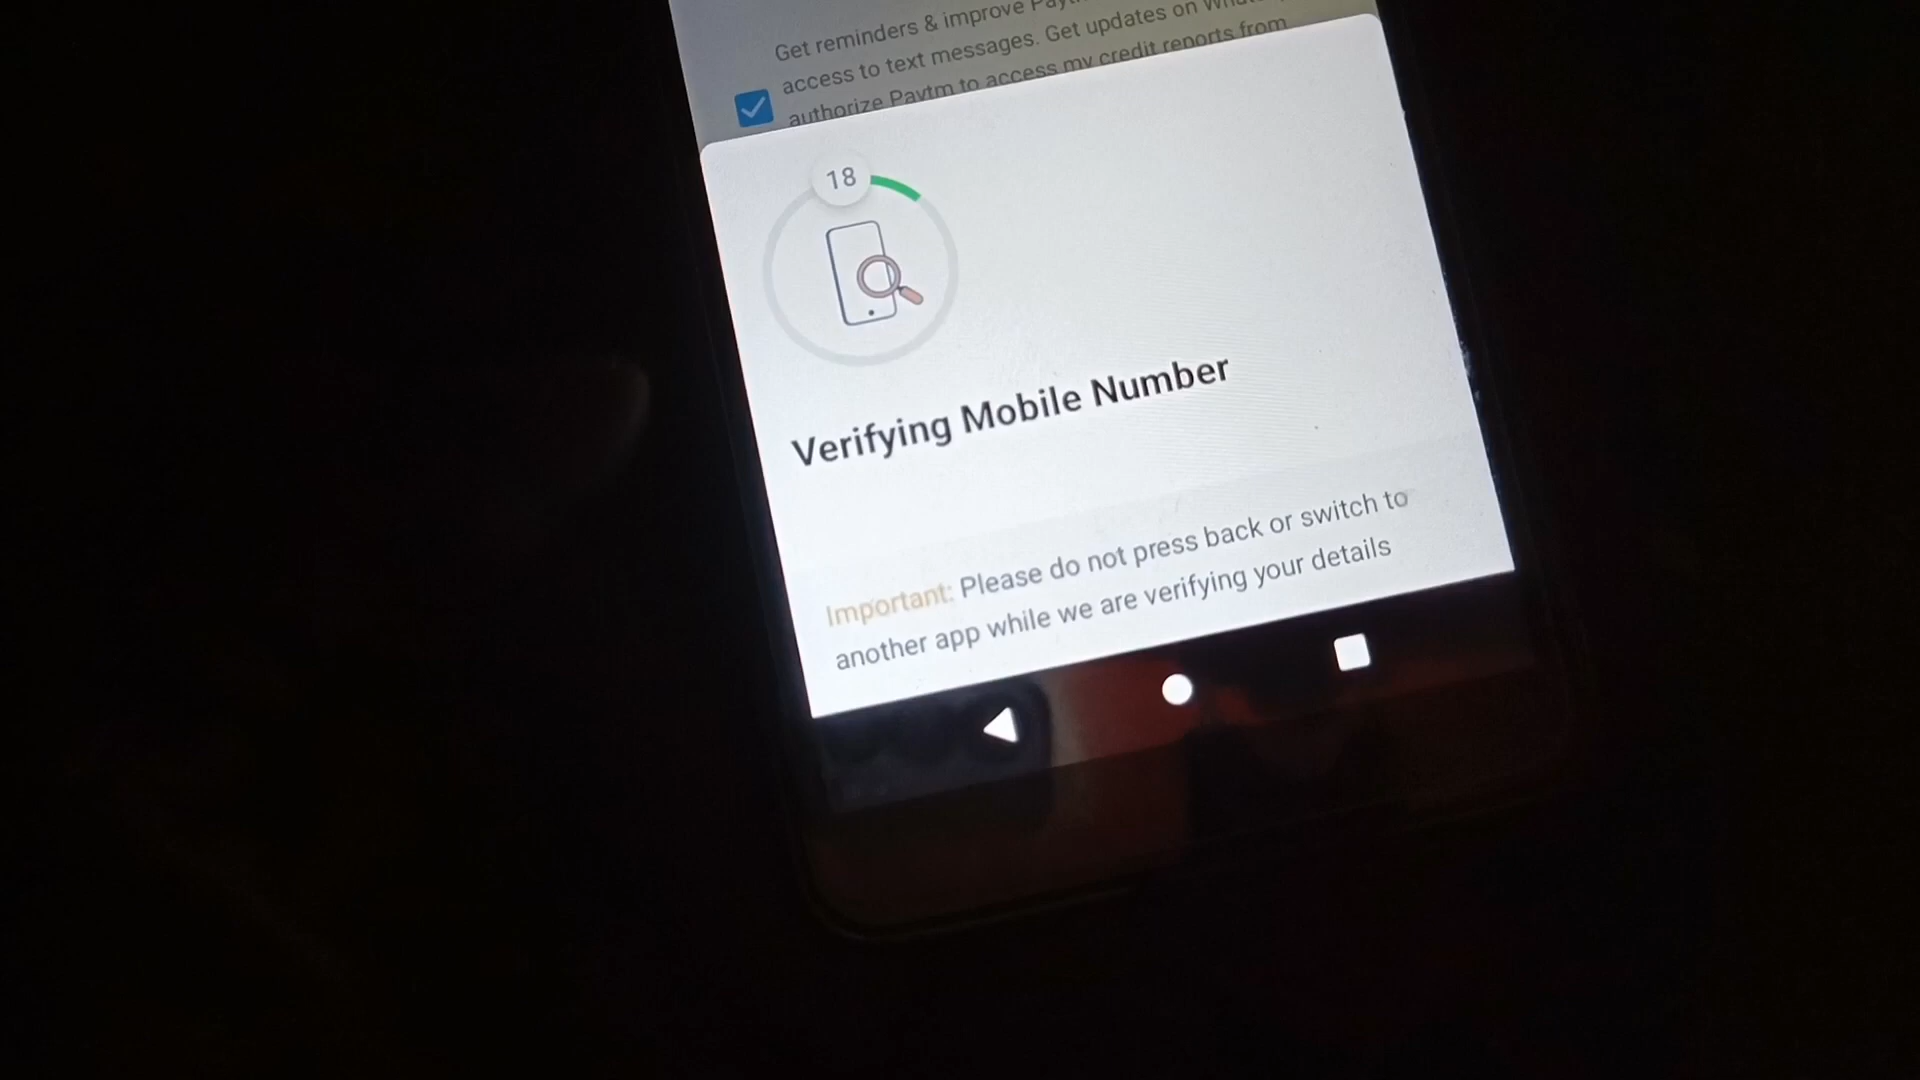 Get reminders & improve
access to text messages. Get updates on
authorize Paytm to access my credit reports from
18
Verifying Mobile Number
Important: Please do not press back or switch to
another app while we are verifying your details